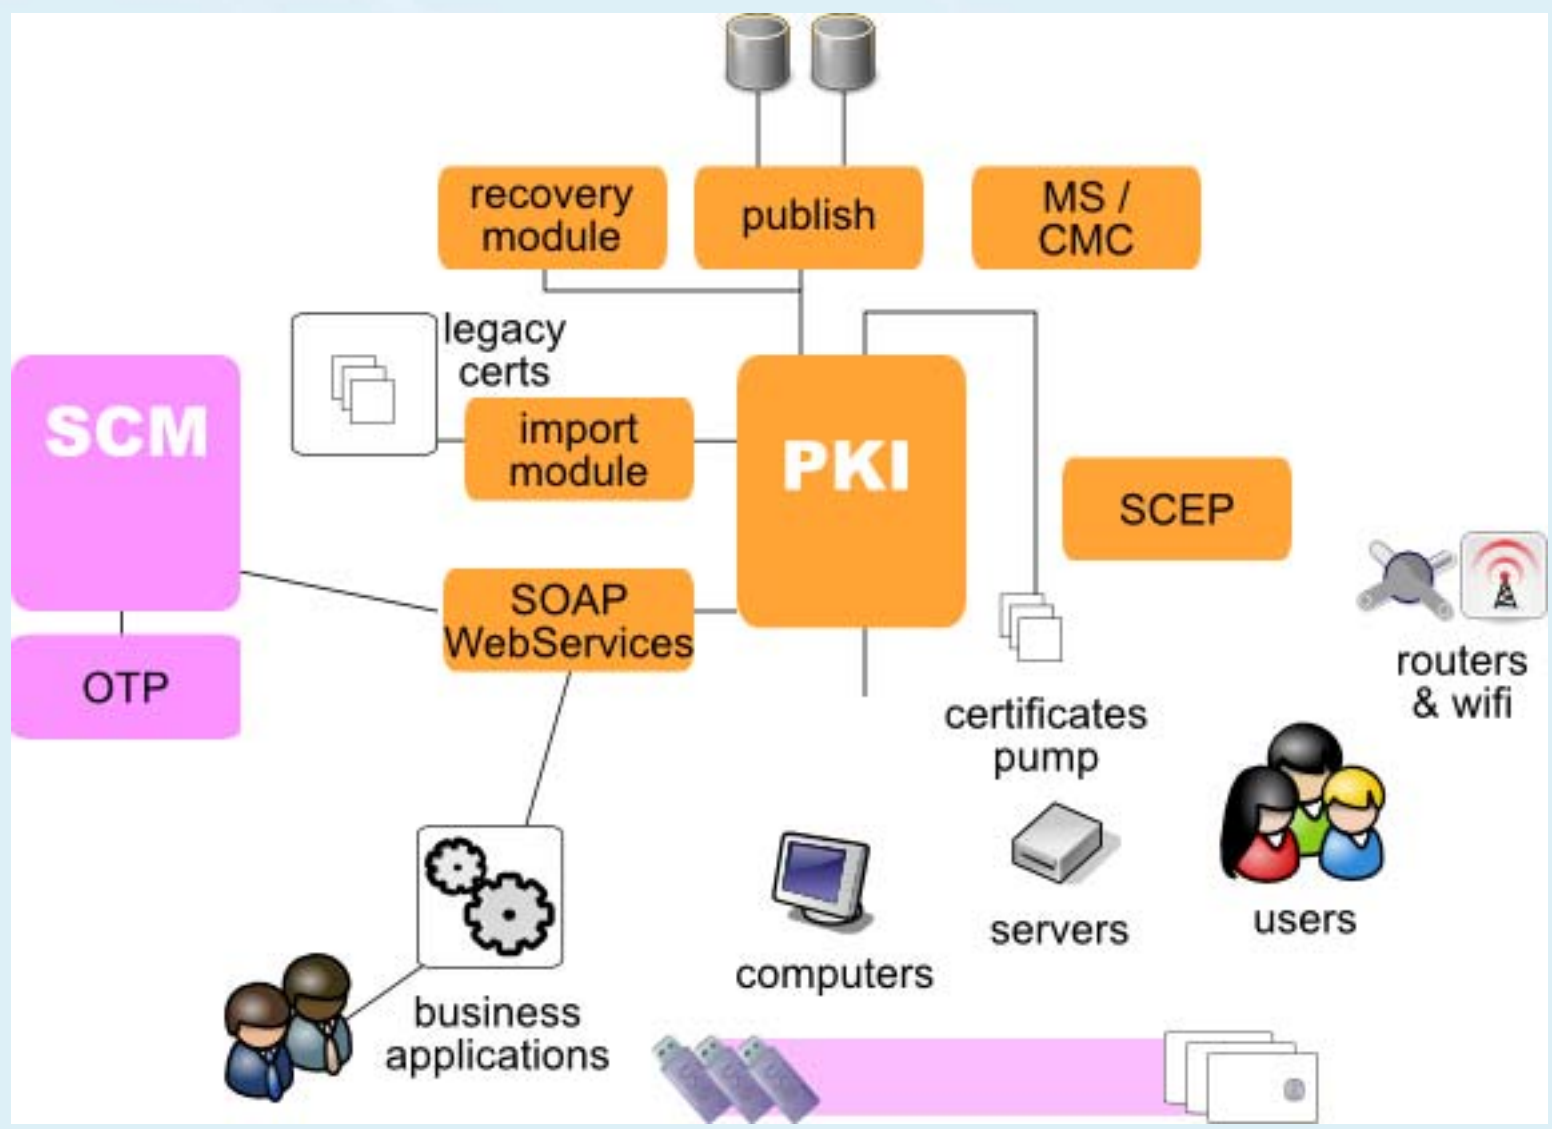 recovery
module
publish
MS /
CMC
legacy
certs
SCM
import
module
PKI
SCEP
SOAP
WebServices
OTP
routers
& wifi
certificates
pump
servers
users
computers
business
applications